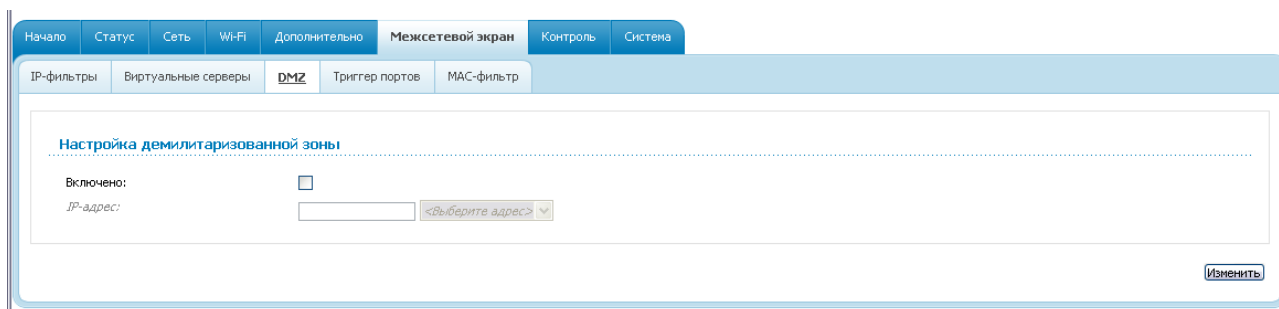 Начало Статус Сеть Wi-Fi Дополнительно Межсетевой экран Контроль Система
IP-фильтры Виртуальные серверы DMZ Триггер портов MAC-фильтр
Настройка демилитаризованной зоны
Включено:
IP-адрес: <Выберите адрес>
Изменить